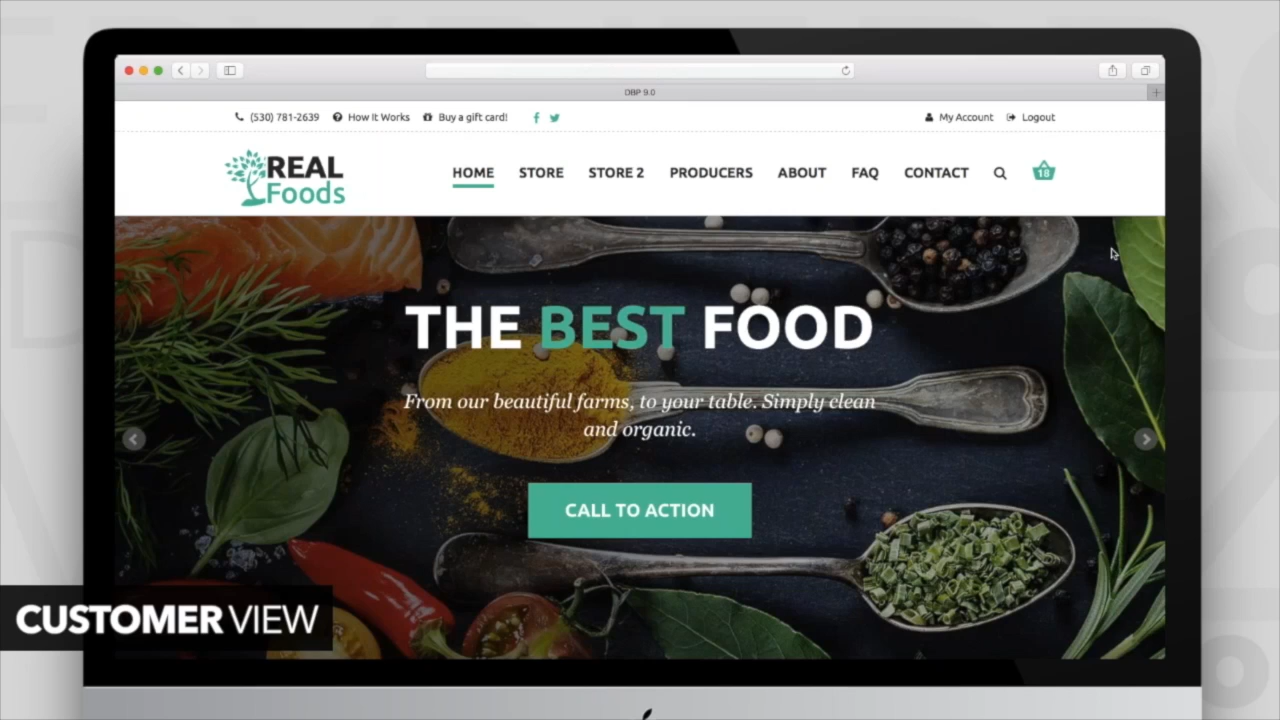 DBP 9.0
(530) 781-2639 How It Works Buy a gift card! My Account Logout
REAL
Foods
HOME STORE STORE 2 PRODUCERS ABOUT FAQ CONTACT 18
THE BEST FOOD
From our beautiful farms, to your table. Simply clean
and organic.
CALL TO ACTION
CUSTOMER VIEW